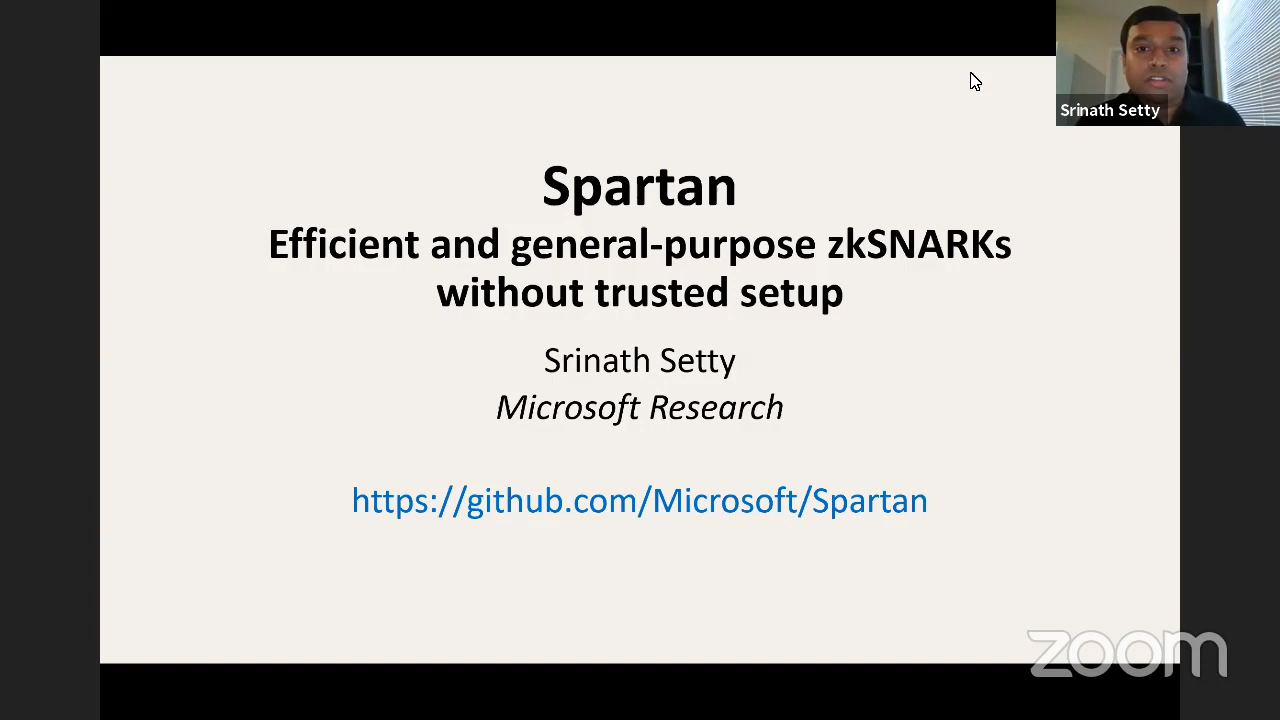 Srinath Setty
Spartan
Efficient and general-purpose zkSNARKs
without trusted setup
Srinath Setty
Microsoft Research
https://github.com/Microsoft/Spartan
zoom